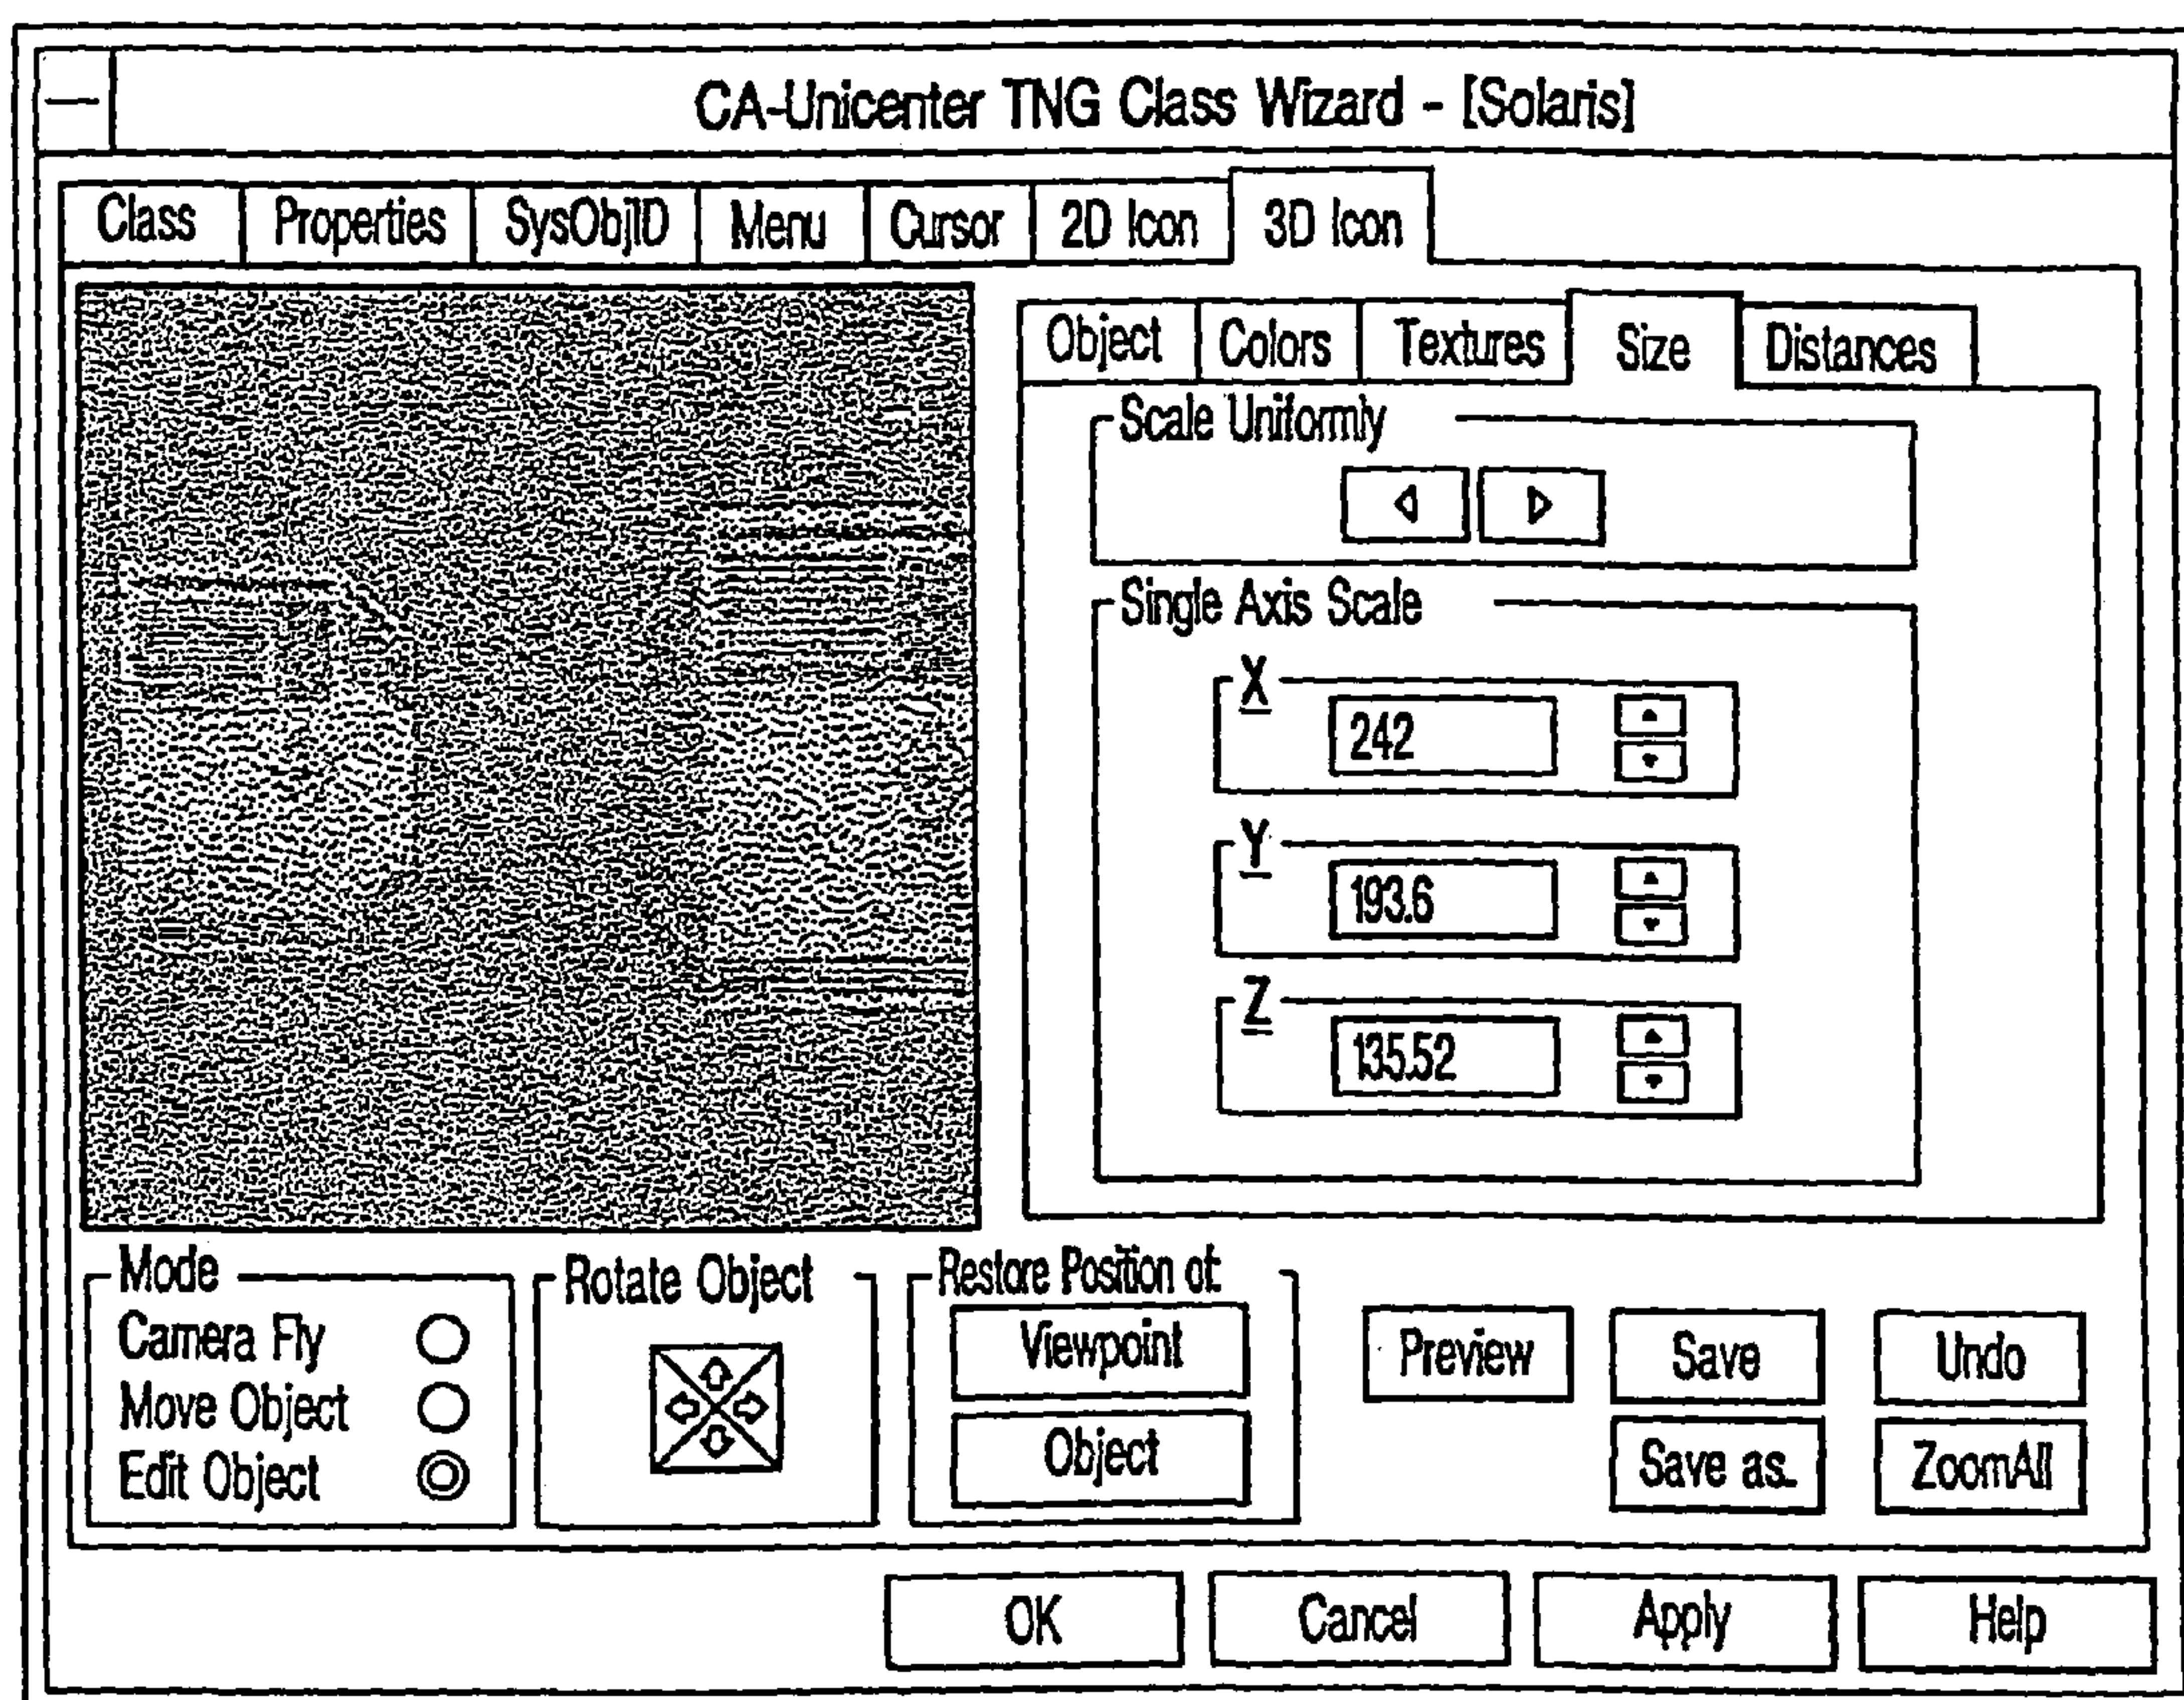 CA-Unicenter TNG Class Wizard - [Solaris]
Class Properties SysObjID Menu Cursor 2D Icon 3D Icon
Object Colors Textures Size Distances
Scale Uniformly
Single Axis Scale
X
242
Y
193.6
Z
135.52
Mode
Camera Fly
Move Object
Edit Object
Rotate Object
Restore Position of:
Viewpoint
Object
Preview Save Undo
Save as.. ZoomAll
OK Cancel Apply Help